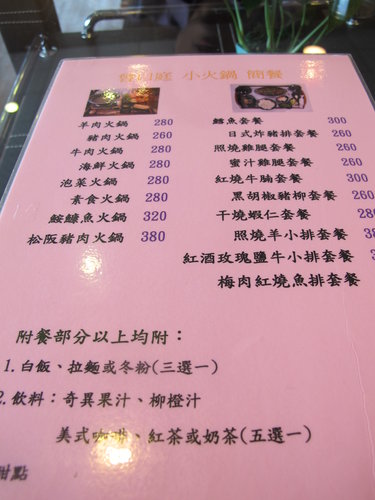 庭 小火鍋 簡餐
羊肉火鍋 280
豬肉火鍋 260
牛肉火鍋 280
海鮮火鍋 280
泡菜火鍋 280
素食火鍋 280
鮟鱇魚火鍋 320
松阪豬肉火鍋 380
鱈魚套餐 300
日式炸豬排套餐 260
照燒雞腿套餐 260
蜜汁雞腿套餐 260
紅燒牛腩套餐 300
黑胡椒豬柳套餐 260
干燒蝦仁套餐 280
照燒羊小排套餐 380
紅酒玫瑰鹽牛小排套餐
梅肉紅燒魚排套餐
附餐部分以上均附：
1.白飯、拉麵或冬粉(三選一)
2.飲料：奇異果汁、柳橙汁
美式咖啡、紅茶或奶茶(五選一)
甜點